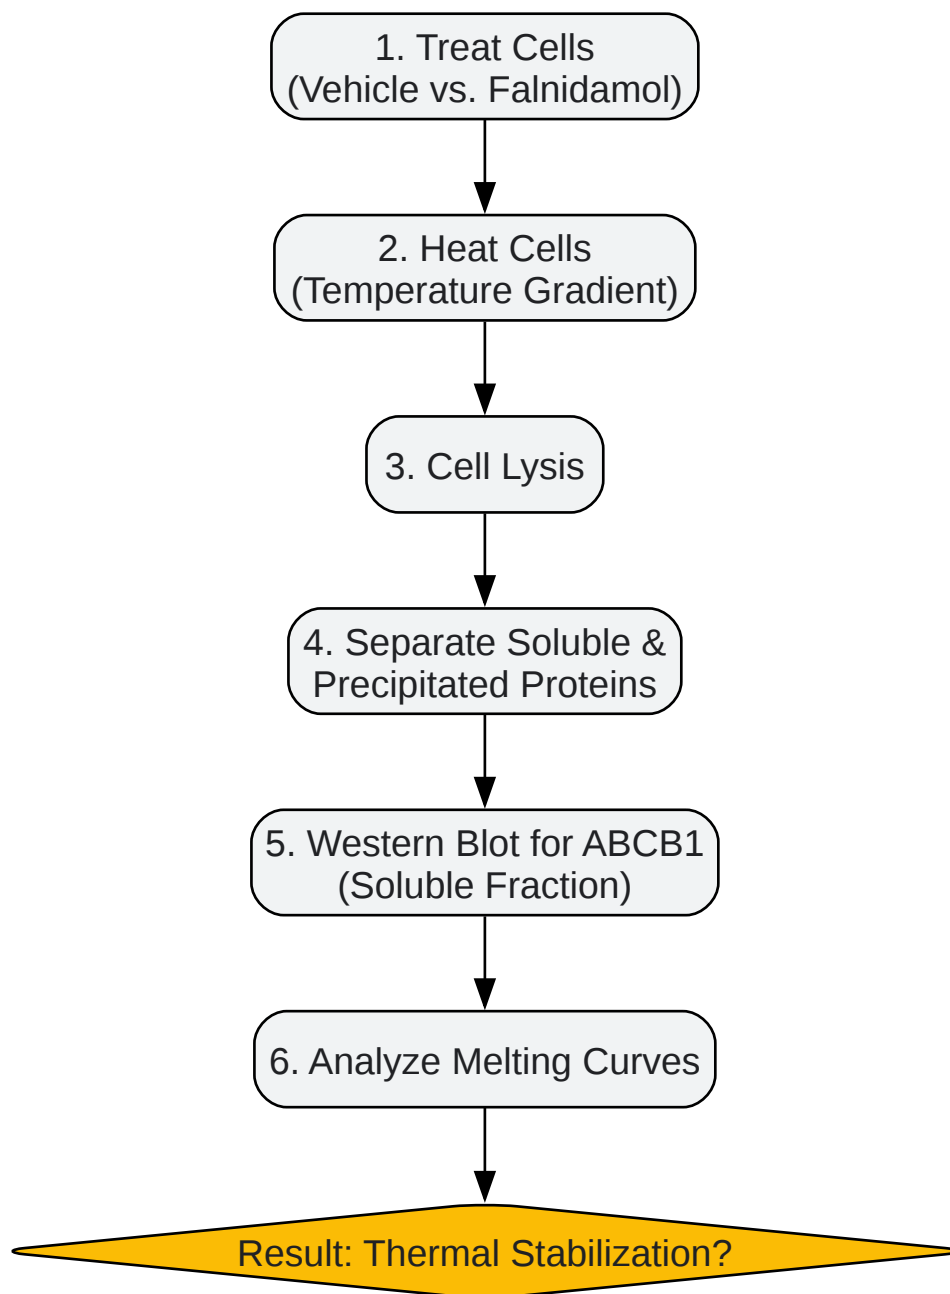 1. Treat Cells
(Vehicle vs. Falnidamol)
2. Heat Cells
(Temperature Gradient)
3. Cell Lysis
4. Separate Soluble &
Precipitated Proteins
5. Western Blot for ABCB1
(Soluble Fraction)
6. Analyze Melting Curves
Result: Thermal Stabilization?